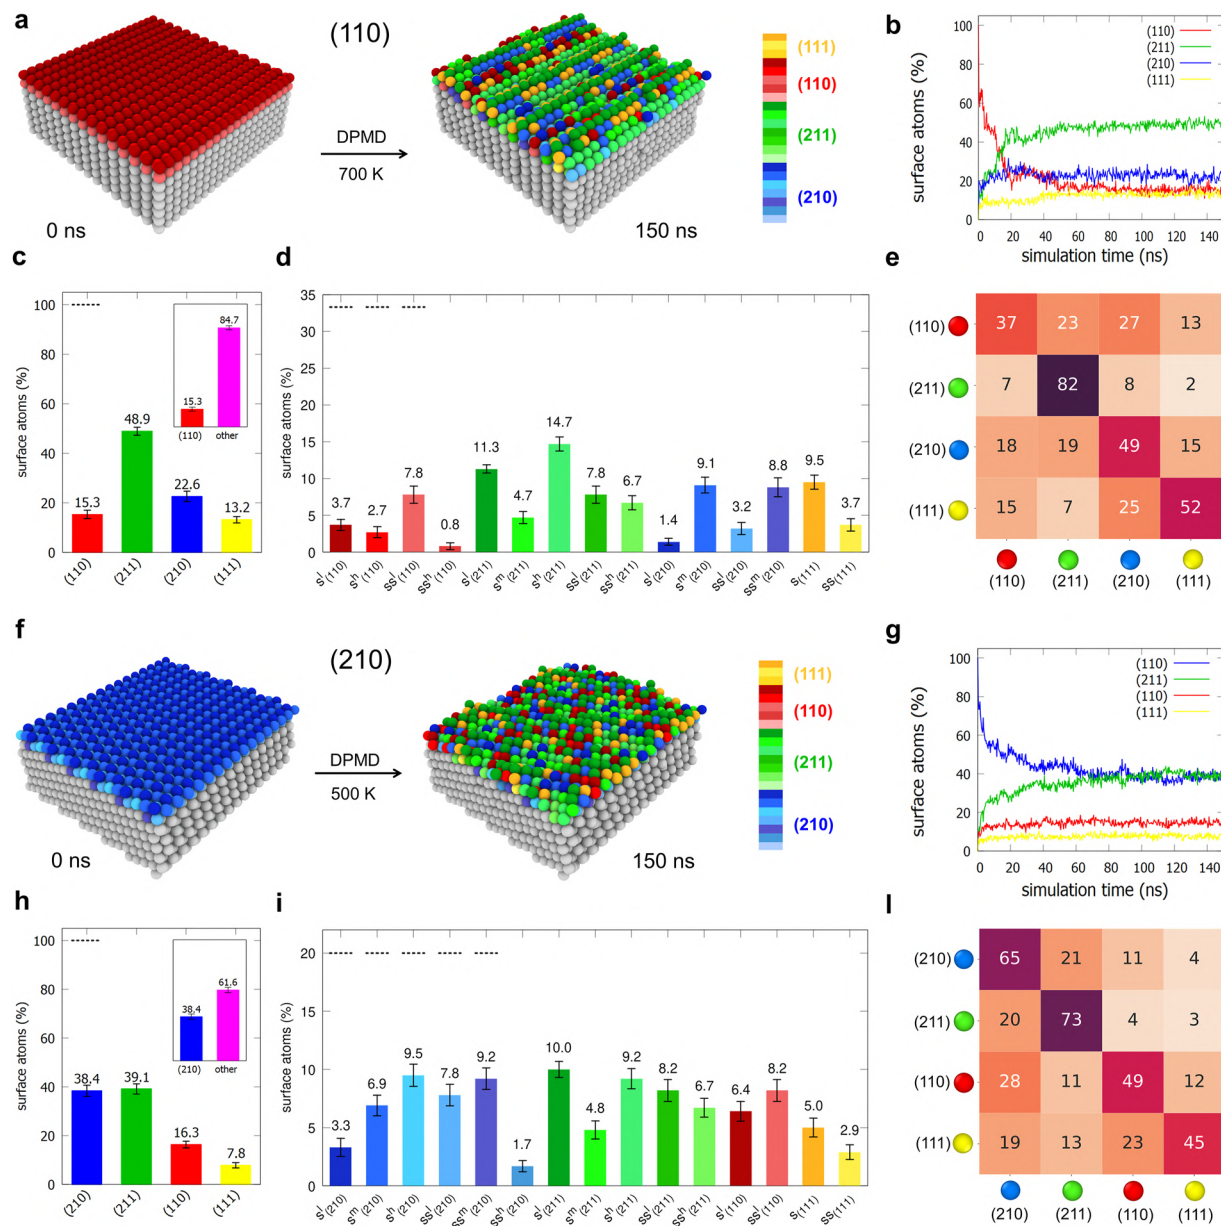 a
(110)
DPMD
700 K
0 ns
150 ns
(111)
(110)
(211)
(210)
b
surface atoms (%)
100
80
60
40
20
0
(110)
(211)
(210)
(111)
0 20 40 60 80 100 120 140
simulation time (ns)
c
surface atoms (%)
100
80
60
40
20
0
15.3
48.9
22.6
13.2
(110) (211) (210) (111)
15.3
84.7
(110) other
d
surface atoms (%)
35
30
25
20
15
10
5
0
3.7 2.7 7.8 0.8 11.3 4.7 14.7 7.8 6.7 1.4 9.1 3.2 8.8 9.5 3.7
e
(110) 37 23 27 13
(211) 7 82 8 2
(210) 18 19 49 15
(111) 15 7 25 52
(110) (211) (210) (111)
f
(210)
DPMD
500 K
0 ns
150 ns
(111)
(110)
(211)
(210)
g
surface atoms (%)
100
80
60
40
20
0
(110)
(211)
(110)
(111)
0 20 40 60 80 100 120 140
simulation time (ns)
h
surface atoms (%)
100
80
60
40
20
0
38.4
39.1
16.3
7.8
(210) (211) (110) (111)
38.4
61.6
(210) other
i
surface atoms (%)
20
15
10
5
0
3.3 6.9 9.5 7.8 9.2 1.7 10.0 4.8 9.2 8.2 6.7 6.4 8.2 5.0 2.9
l
(210) 65 21 11 4
(211) 20 73 4 3
(110) 28 11 49 12
(111) 19 13 23 45
(210) (211) (110) (111)